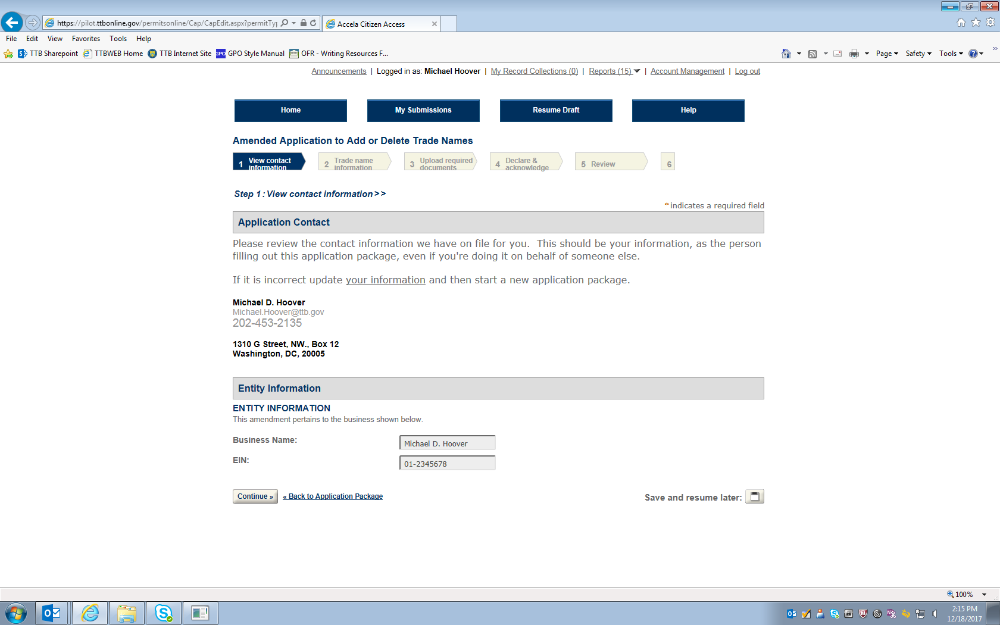 https://pilot.ttbonline.gov/permitsonline/Cap/CapEdit.aspx?permitTy
Accela Citizen Access
File Edit View Favorites Tools Help
TTB Sharepoint TTBWEB Home TTB Internet Site GPO GPO Style Manual OFR - Writing Resources F...
Page Safety Tools
Announcements | Logged in as: Michael Hoover | My Record Collections (0) | Reports (15) | Account Management | Log out
Home My Submissions Resume Draft Help
Amended Application to Add or Delete Trade Names
1 View contact information
2 Trade name information
3 Upload required documents
4 Declare & acknowledge
5 Review
6
Step 1: View contact information>>
* indicates a required field
Application Contact
Please review the contact information we have on file for you. This should be your information, as the person
filling out this application package, even if you're doing it on behalf of someone else.
If it is incorrect update your information and then start a new application package.
Michael D. Hoover
Michael.Hoover@ttb.gov
202-453-2135
1310 G Street, NW., Box 12
Washington, DC, 20005
Entity Information
ENTITY INFORMATION
This amendment pertains to the business shown below.
Business Name: Michael D. Hoover
EIN: 01-2345678
Continue » « Back to Application Package Save and resume later:
100%
2:15 PM
12/18/2017